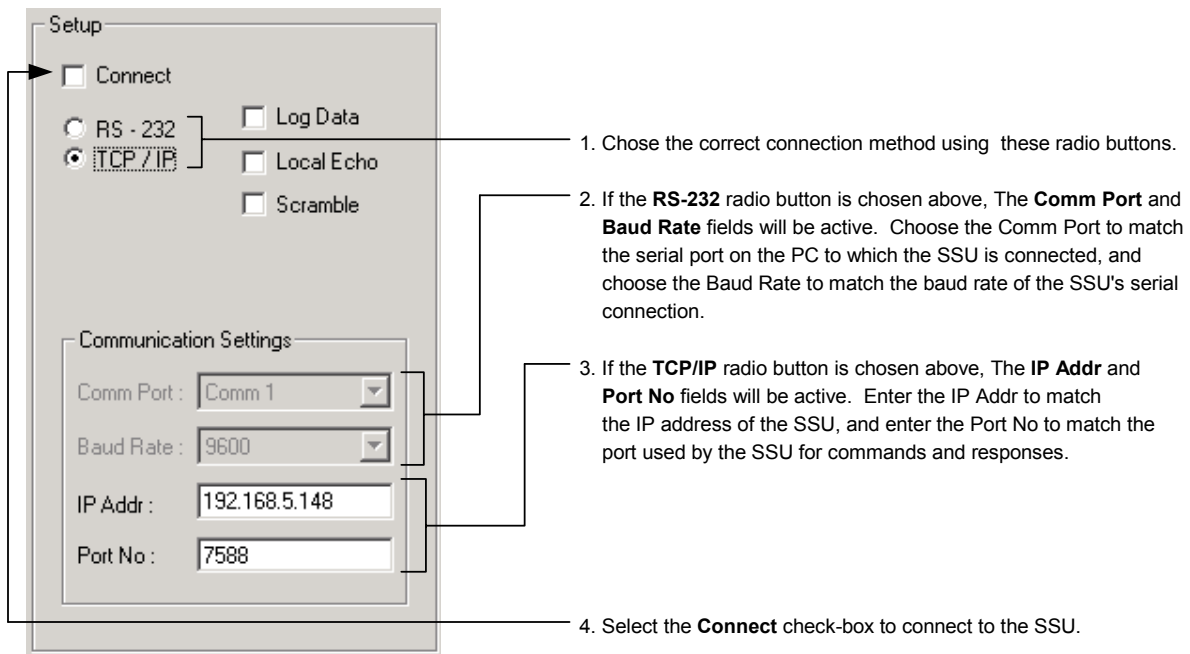 Setup
Connect
RS - 232
TCP / IP
Log Data
Local Echo
Scramble
Communication Settings
Comm Port :
Comm 1
Baud Rate :
9600
IP Addr :
192.168.5.148
Port No :
7588
1. Chose the correct connection method using these radio buttons.
2. If the RS-232 radio button is chosen above, The Comm Port and
Baud Rate fields will be active. Choose the Comm Port to match
the serial port on the PC to which the SSU is connected, and
choose the Baud Rate to match the baud rate of the SSU's serial
connection.
3. If the TCP/IP radio button is chosen above, The IP Addr and
Port No fields will be active. Enter the IP Addr to match
the IP address of the SSU, and enter the Port No to match the
port used by the SSU for commands and responses.
4. Select the Connect check-box to connect to the SSU.